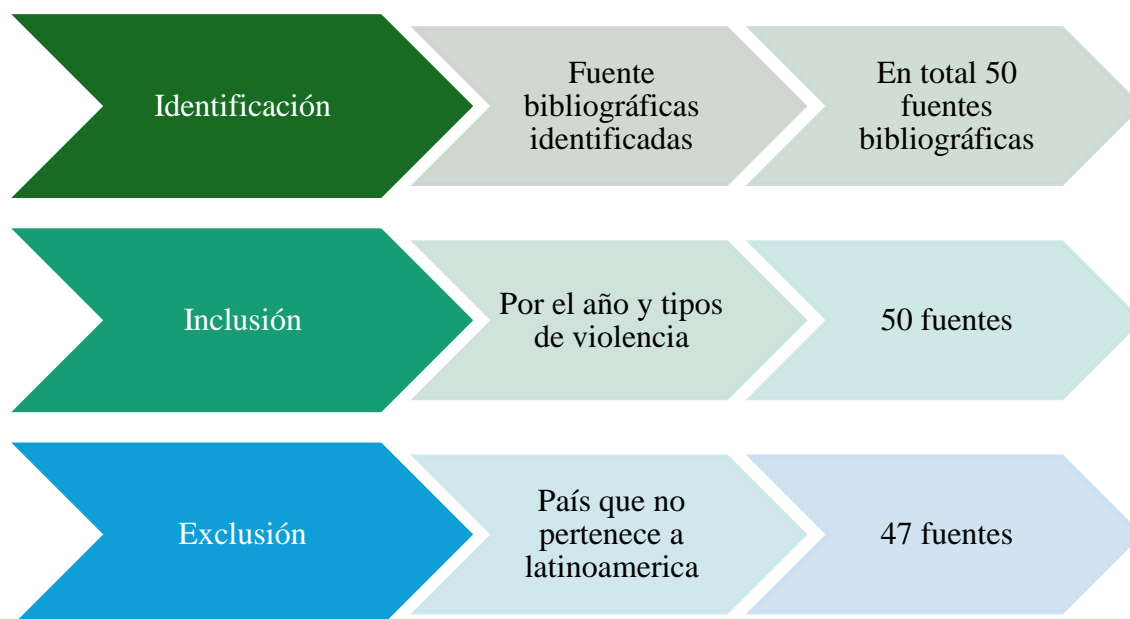 Identificación
Fuente
bibliográficas
identificadas
En total 50
fuentes
bibliográficas
Inclusión
Por el año y tipos
de violencia
50 fuentes
Exclusión
País que no
pertenece a
latinoamerica
47 fuentes